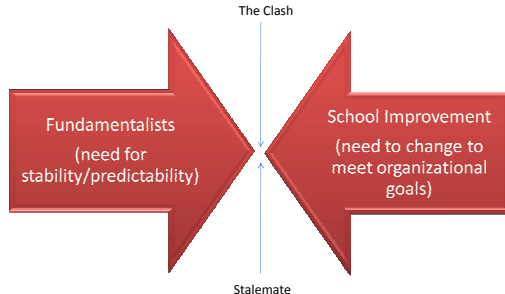 The Clash
Fundamentalists
(need for
stability/predictability)
School Improvement
(need to change to
meet organizational
goals)
Stalemate